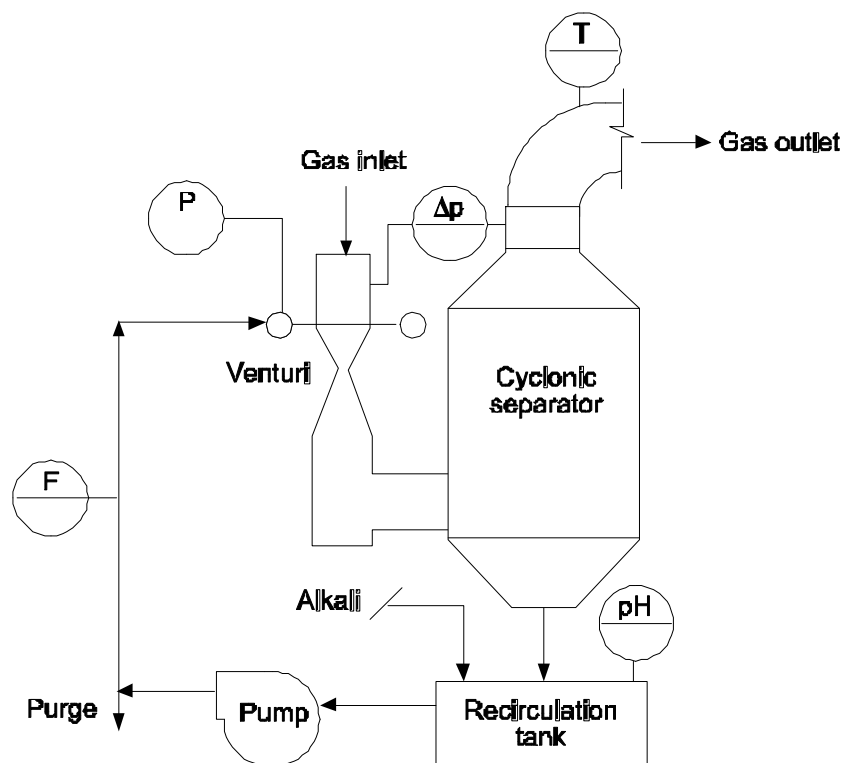 T
Gas outlet
Gas inlet
P
Δp
Venturi
Cyclonic
separator
F
Alkali
pH
Purge
Pump
Recirculation
tank